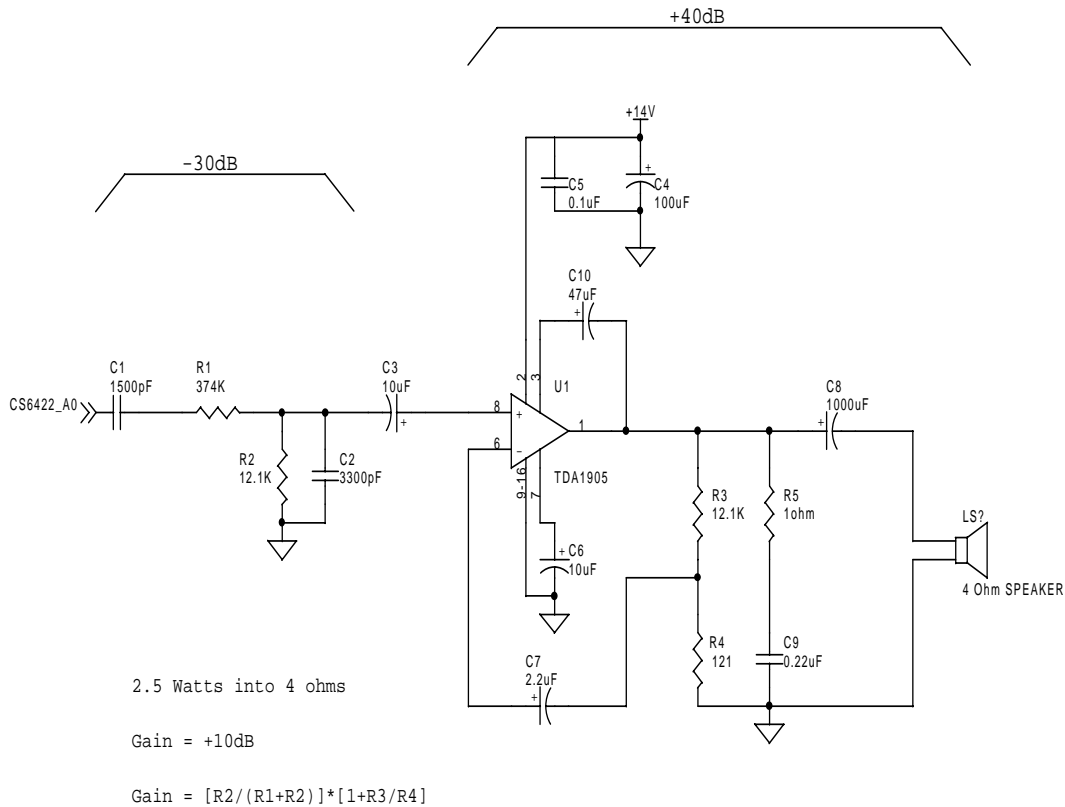 +40dB
-30dB
+14V
C5
0.1uF
C4
100uF
C10
47uF
C1
1500pF
R1
374K
C3
10uF
2
3
U1
C8
1000uF
CS6422_AO
8
+
6
-
1
+
+
+
+
R2
12.1K
C2
3300pF
9-16
7
TDA1905
R3
12.1K
R5
1ohm
LS?
+
C6
10uF
4 Ohm SPEAKER
R4
121
C9
0.22uF
C7
2.2uF
+
2.5 Watts into 4 ohms
Gain = +10dB
Gain = [R2/(R1+R2)]*[1+R3/R4]